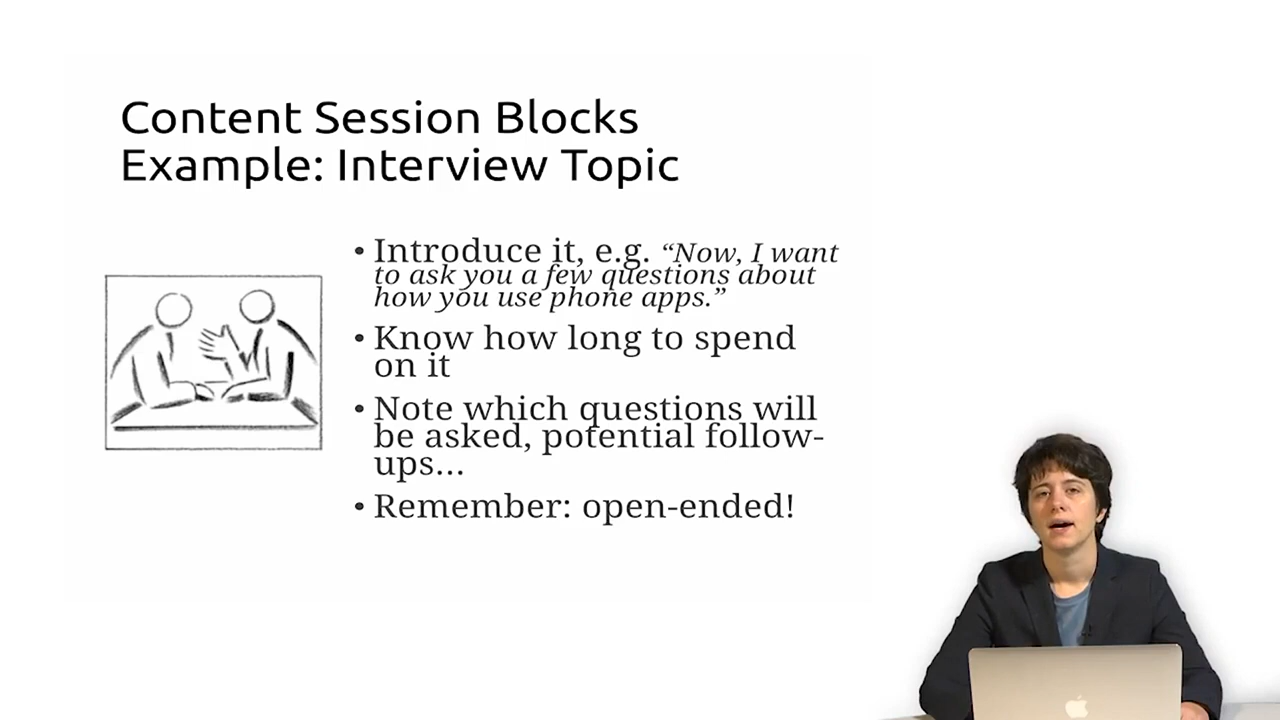 Content Session Blocks
Example: Interview Topic
• Introduce it, e.g. “Now, I want
to ask you a few questions about
how you use phone apps.”
• Know how long to spend
on it
• Note which questions will
be asked, potential follow-
ups...
• Remember: open-ended!